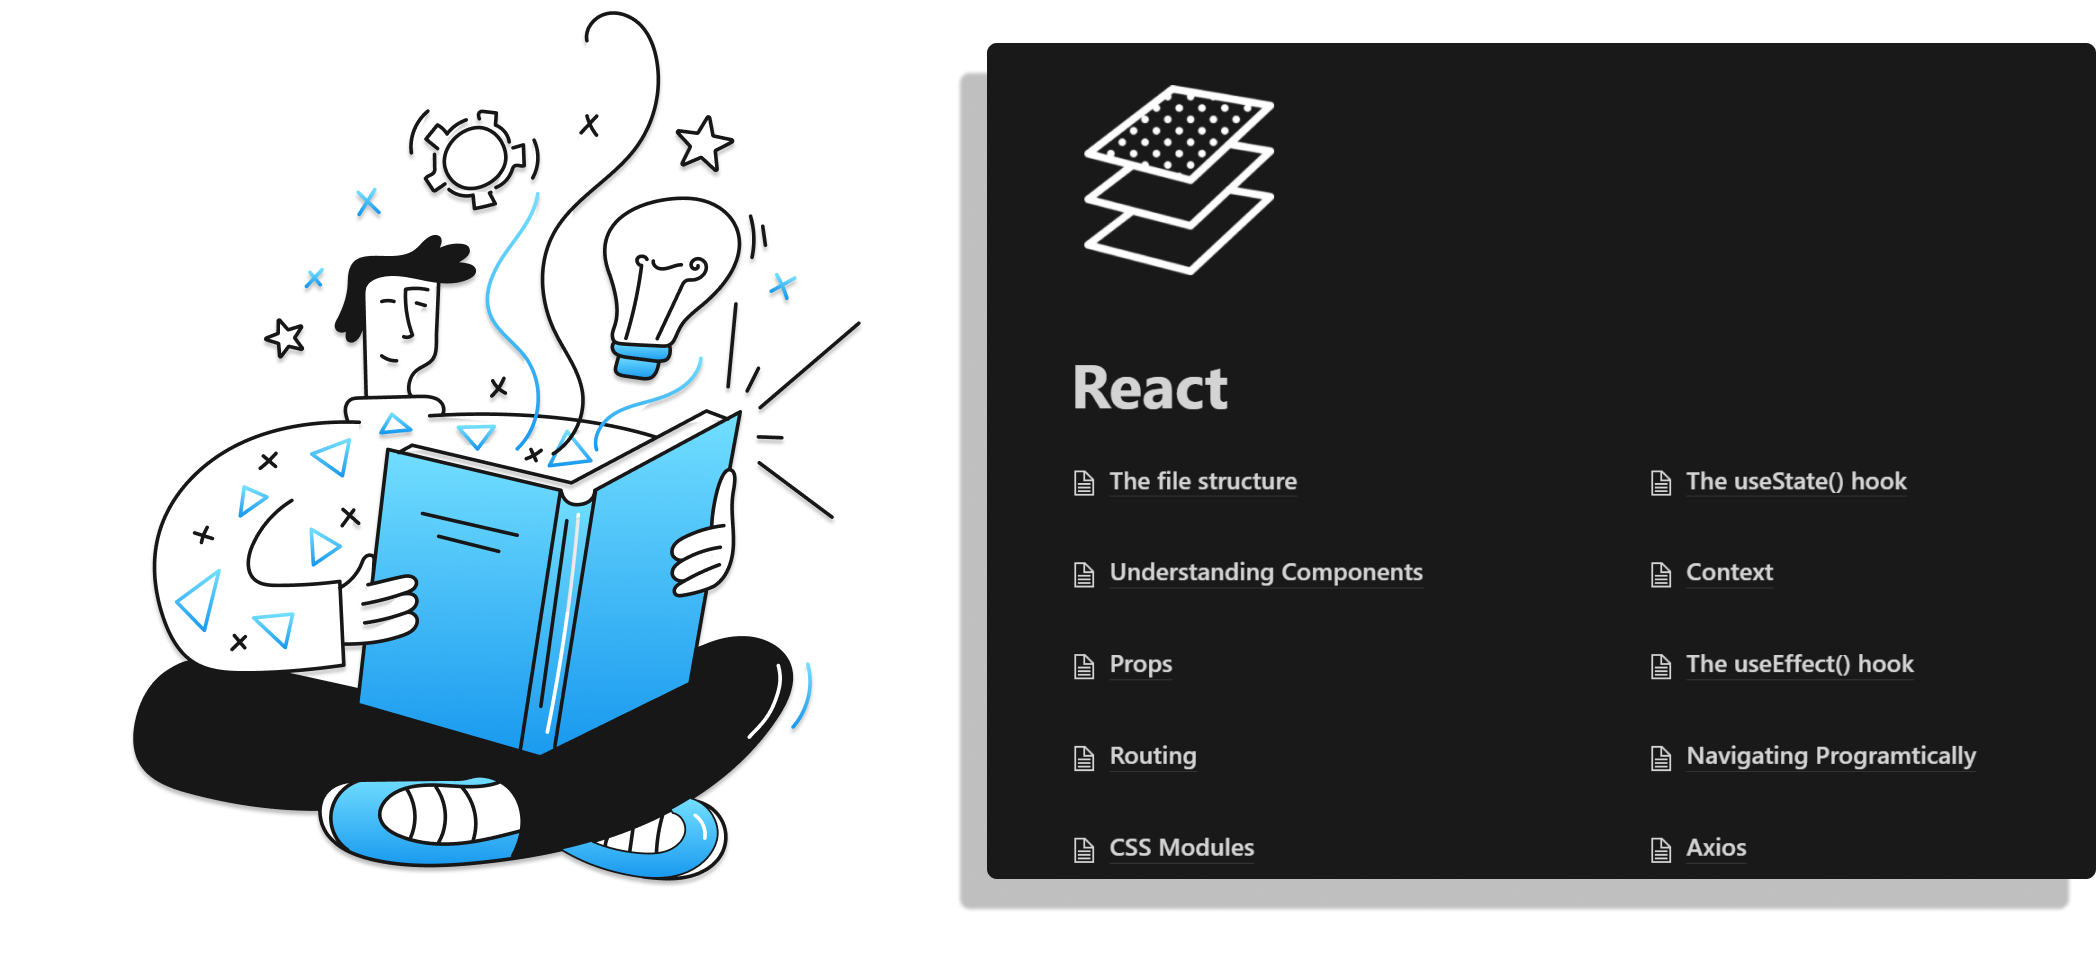 React
The file structure
The useState() hook
Understanding Components
Context
Props
The useEffect() hook
Routing
Navigating Programtically
CSS Modules
Axios